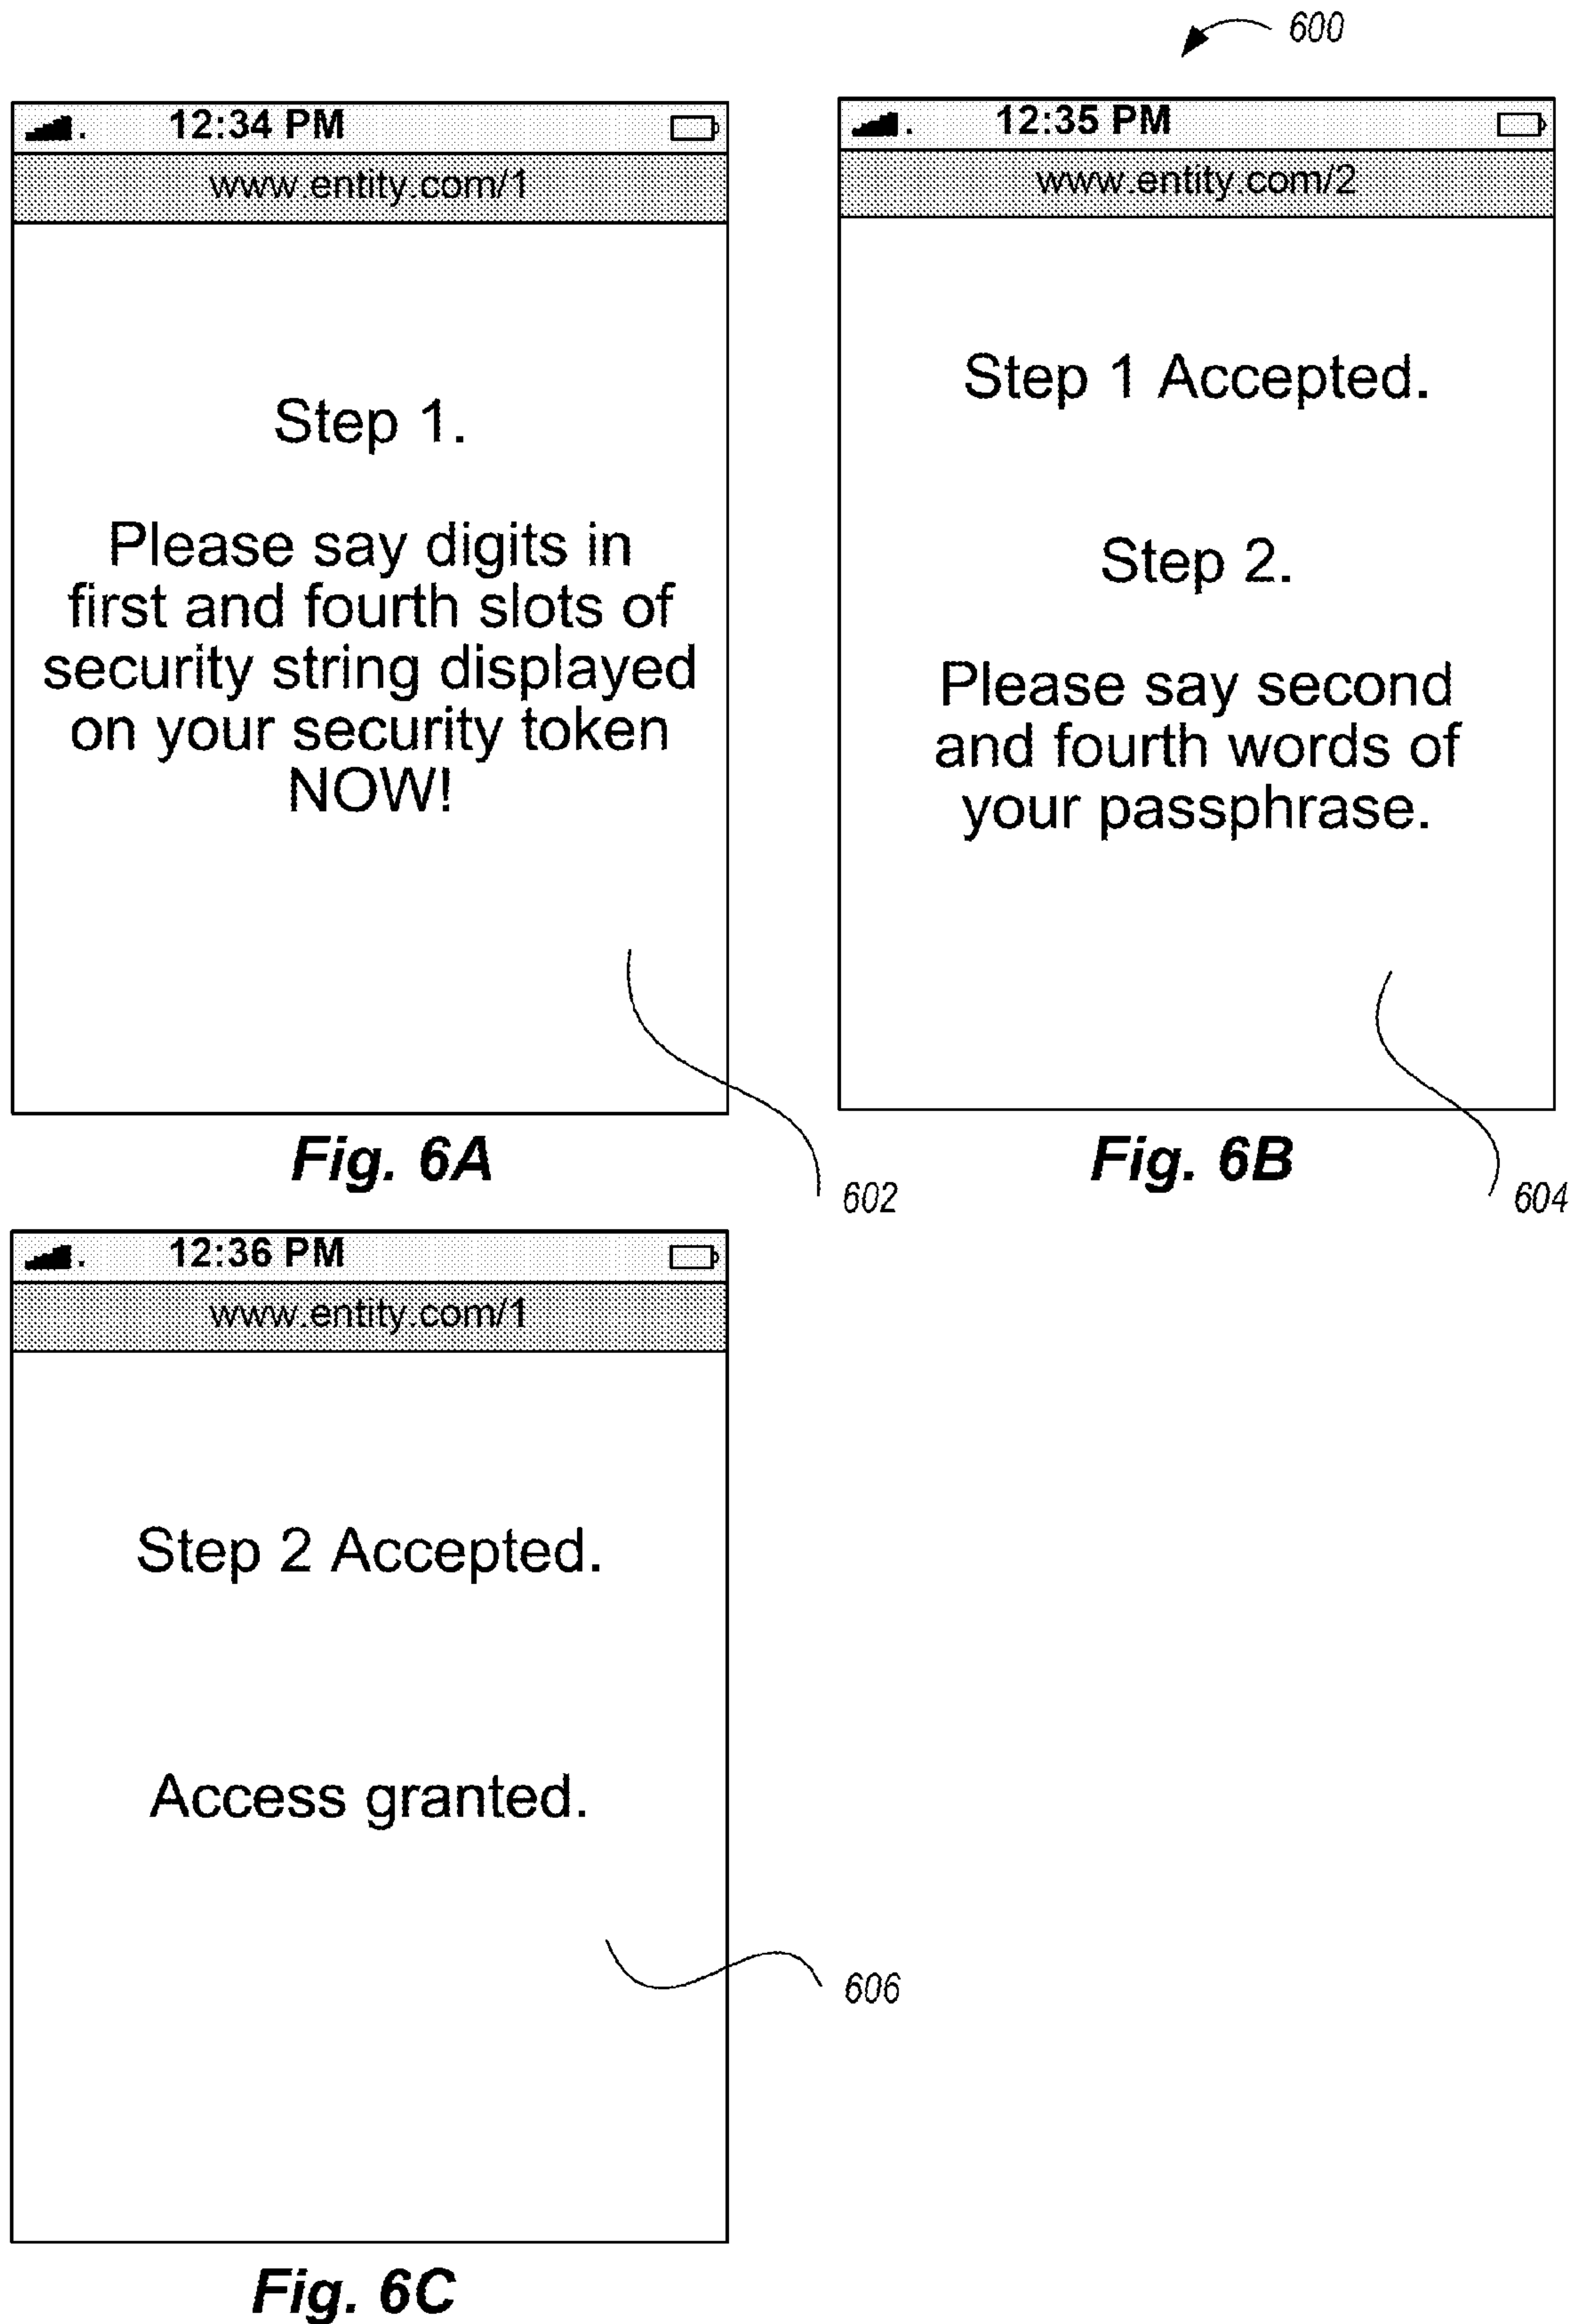 600
12:34 PM
www.entity.com/1
Step 1.
Please say digits in
first and fourth slots of
security string displayed
on your security token
NOW!
Fig. 6A
602
12:35 PM
www.entity.com/2
Step 1 Accepted.
Step 2.
Please say second
and fourth words of
your passphrase.
Fig. 6B
604
12:36 PM
www.entity.com/1
Step 2 Accepted.
Access granted.
606
Fig. 6C